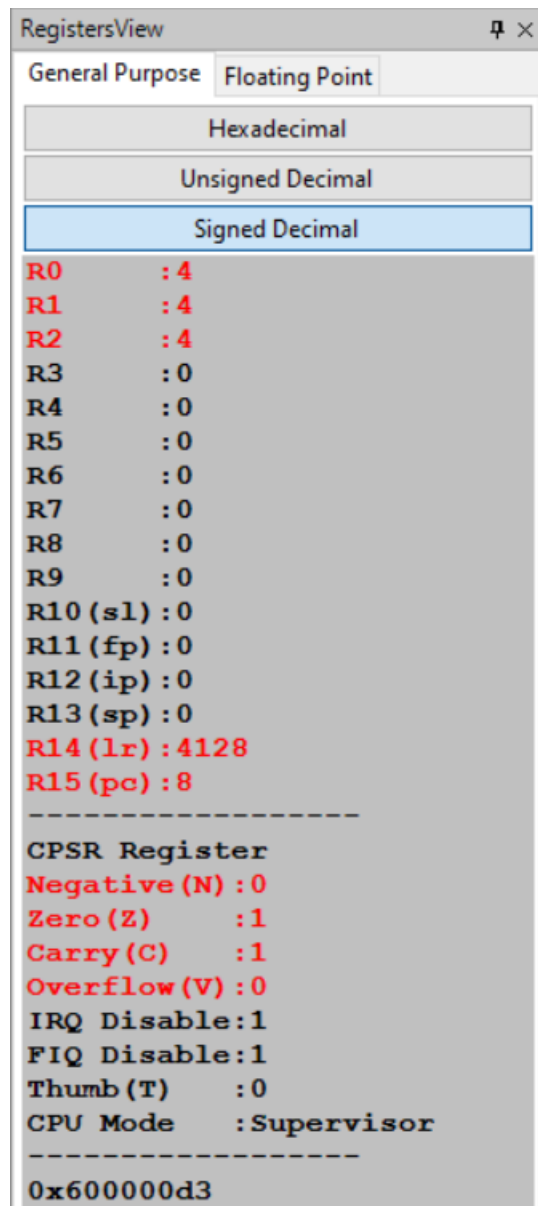 RegistersView
General Purpose Floating Point
Hexadecimal
Unsigned Decimal
Signed Decimal
R0 :4
R1 :4
R2 :4
R3 :0
R4 :0
R5 :0
R6 :0
R7 :0
R8 :0
R9 :0
R10(sl):0
R11(fp):0
R12(ip):0
R13(sp):0
R14(lr):4128
R15(pc):8
-------------------
CPSR Register
Negative(N):0
Zero(Z) :1
Carry(C) :1
Overflow(V):0
IRQ Disable:1
FIQ Disable:1
Thumb(T) :0
CPU Mode :Supervisor
-------------------
0x600000d3